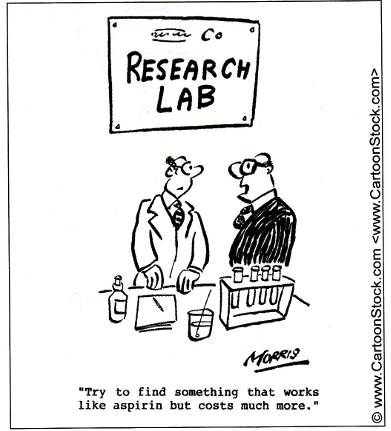 Co
RESEARCH
LAB
MORRIS
"Try to find something that works
like aspirin but costs much more."
© www.CartoonStock.com <www.CartoonStock.com>